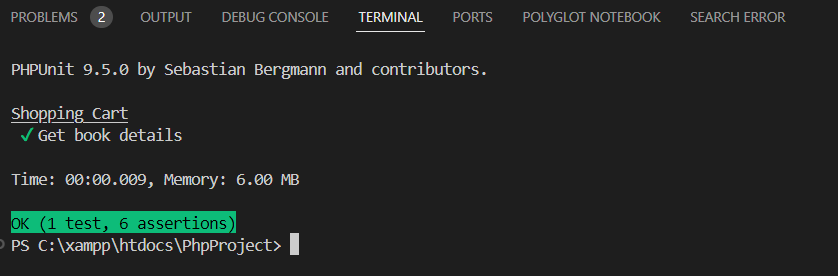 PROBLEMS 2 OUTPUT DEBUG CONSOLE TERMINAL PORTS POLYGLOT NOTEBOOK SEARCH ERROR
PHPUnit 9.5.0 by Sebastian Bergmann and contributors.
Shopping Cart
✓ Get book details
Time: 00:00.009, Memory: 6.00 MB
OK (1 test, 6 assertions)
PS C:\xampp\htdocs\PhpProject>